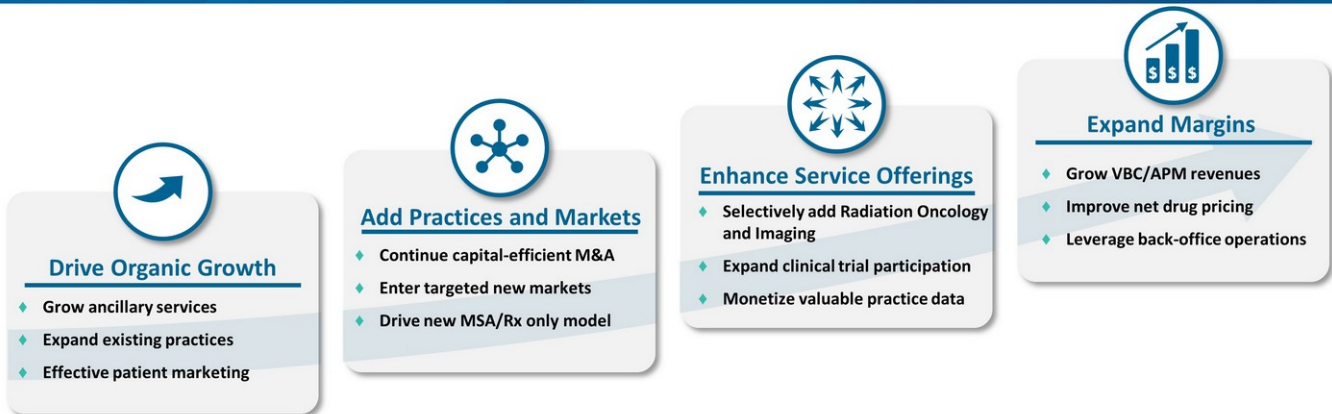 Drive Organic Growth
Grow ancillary services
Expand existing practices
Effective patient marketing
Add Practices and Markets
Continue capital-efficient M&A
Enter targeted new markets
Drive new MSA/Rx only model
Enhance Service Offerings
Selectively add Radiation Oncology
and Imaging
Expand clinical trial participation
Monetize valuable practice data
$ $ $
Expand Margins
Grow VBC/APM revenues
Improve net drug pricing
Leverage back-office operations